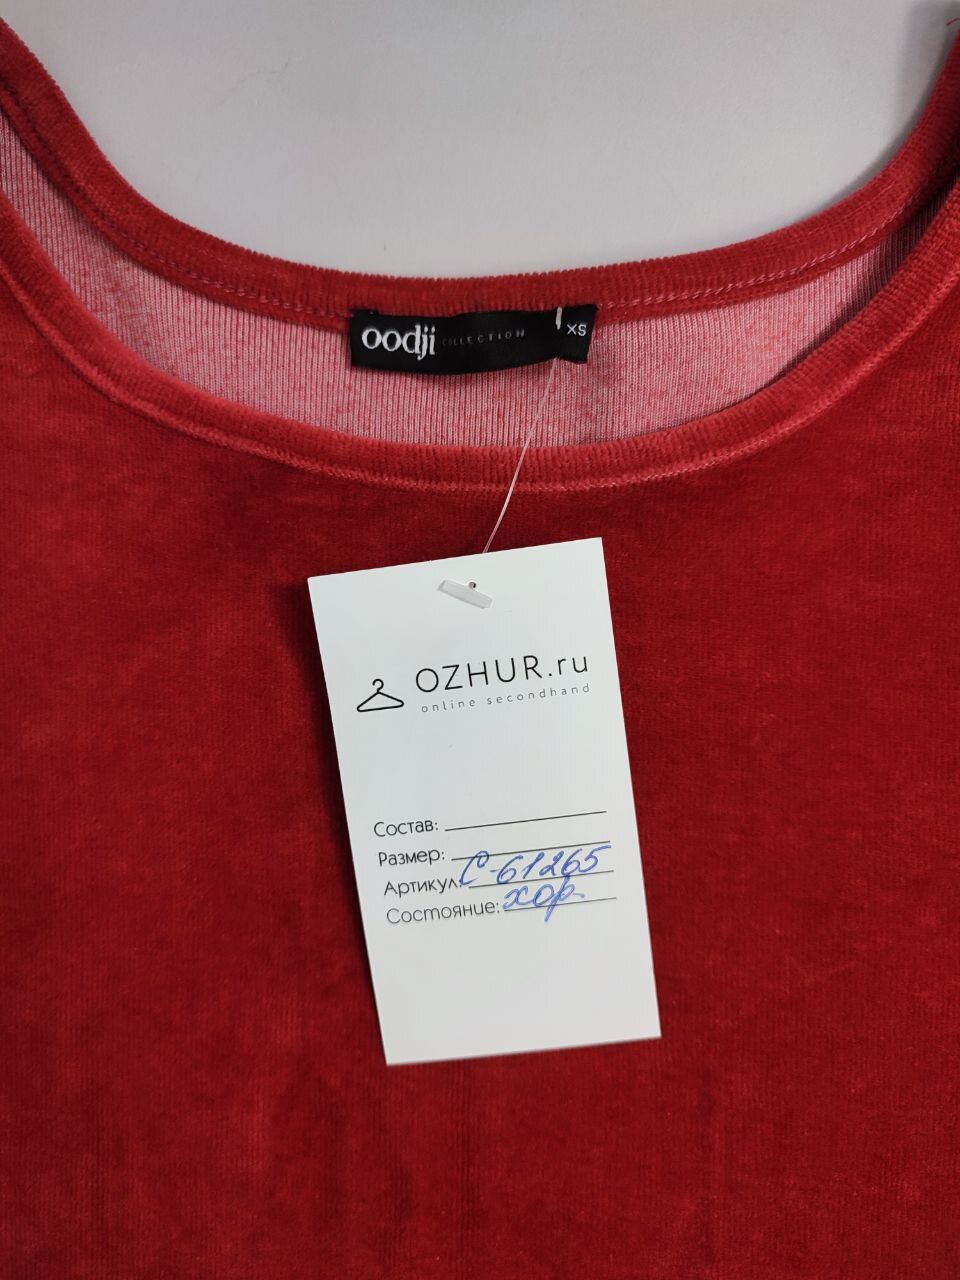 oodji COLLECTION XS
OZHUR.ru
online secondhand
Состав:
Размер:
Артикул: С-61265
Состояние: хор.